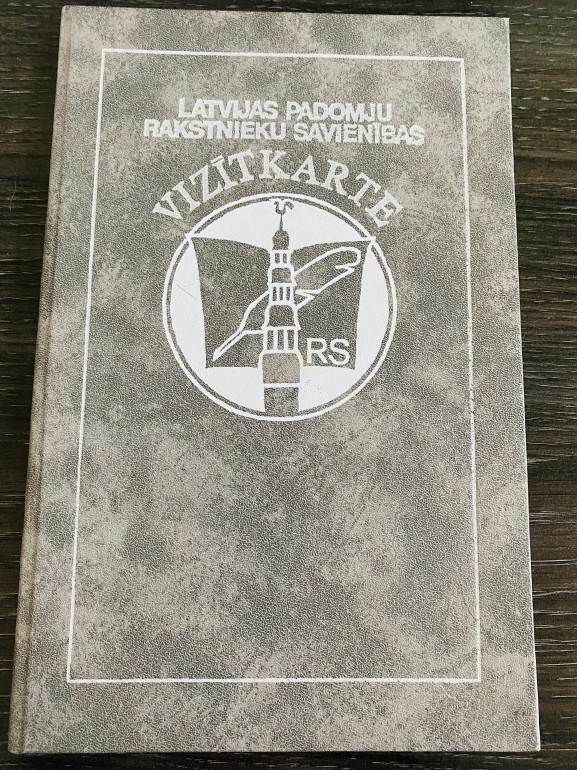 LATVIJAS PADOMJU
RAKSTNIEKU SAVIENĪBAS
VIZĪTKARTE
RS